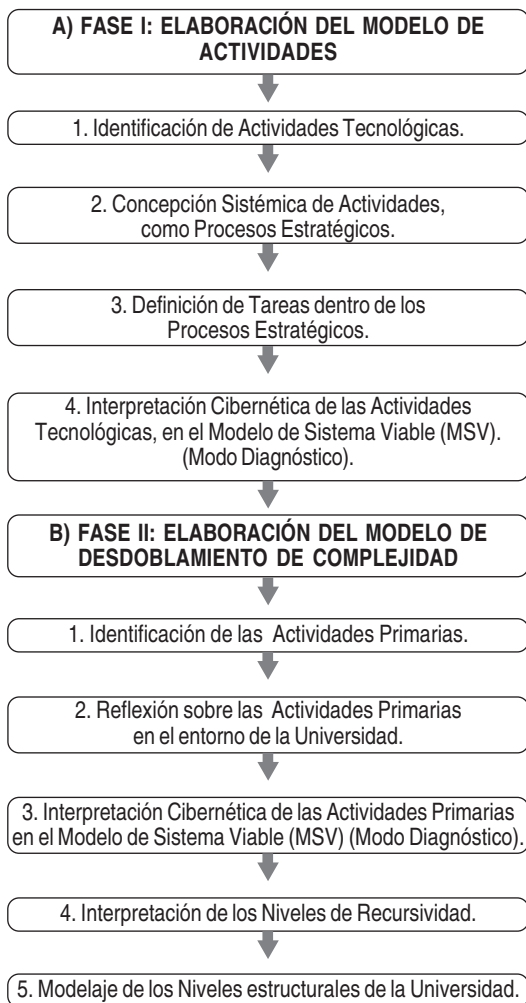 A) FASE I: ELABORACIÓN DEL MODELO DE
ACTIVIDADES
1. Identificación de Actividades Tecnológicas.
2. Concepción Sistémica de Actividades,
como Procesos Estratégicos.
3. Definición de Tareas dentro de los
Procesos Estratégicos.
4. Interpretación Cibernética de las Actividades
Tecnológicas, en el Modelo de Sistema Viable (MSV).
(Modo Diagnóstico).
B) FASE II: ELABORACIÓN DEL MODELO DE
DESDOBLAMIENTO DE COMPLEJIDAD
1. Identificación de las Actividades Primarias.
2. Reflexión sobre las Actividades Primarias
en el entorno de la Universidad.
3. Interpretación Cibernética de las Actividades Primarias
en el Modelo de Sistema Viable (MSV) (Modo Diagnóstico).
4. Interpretación de los Niveles de Recursividad.
5. Modelaje de los Niveles estructurales de la Universidad.